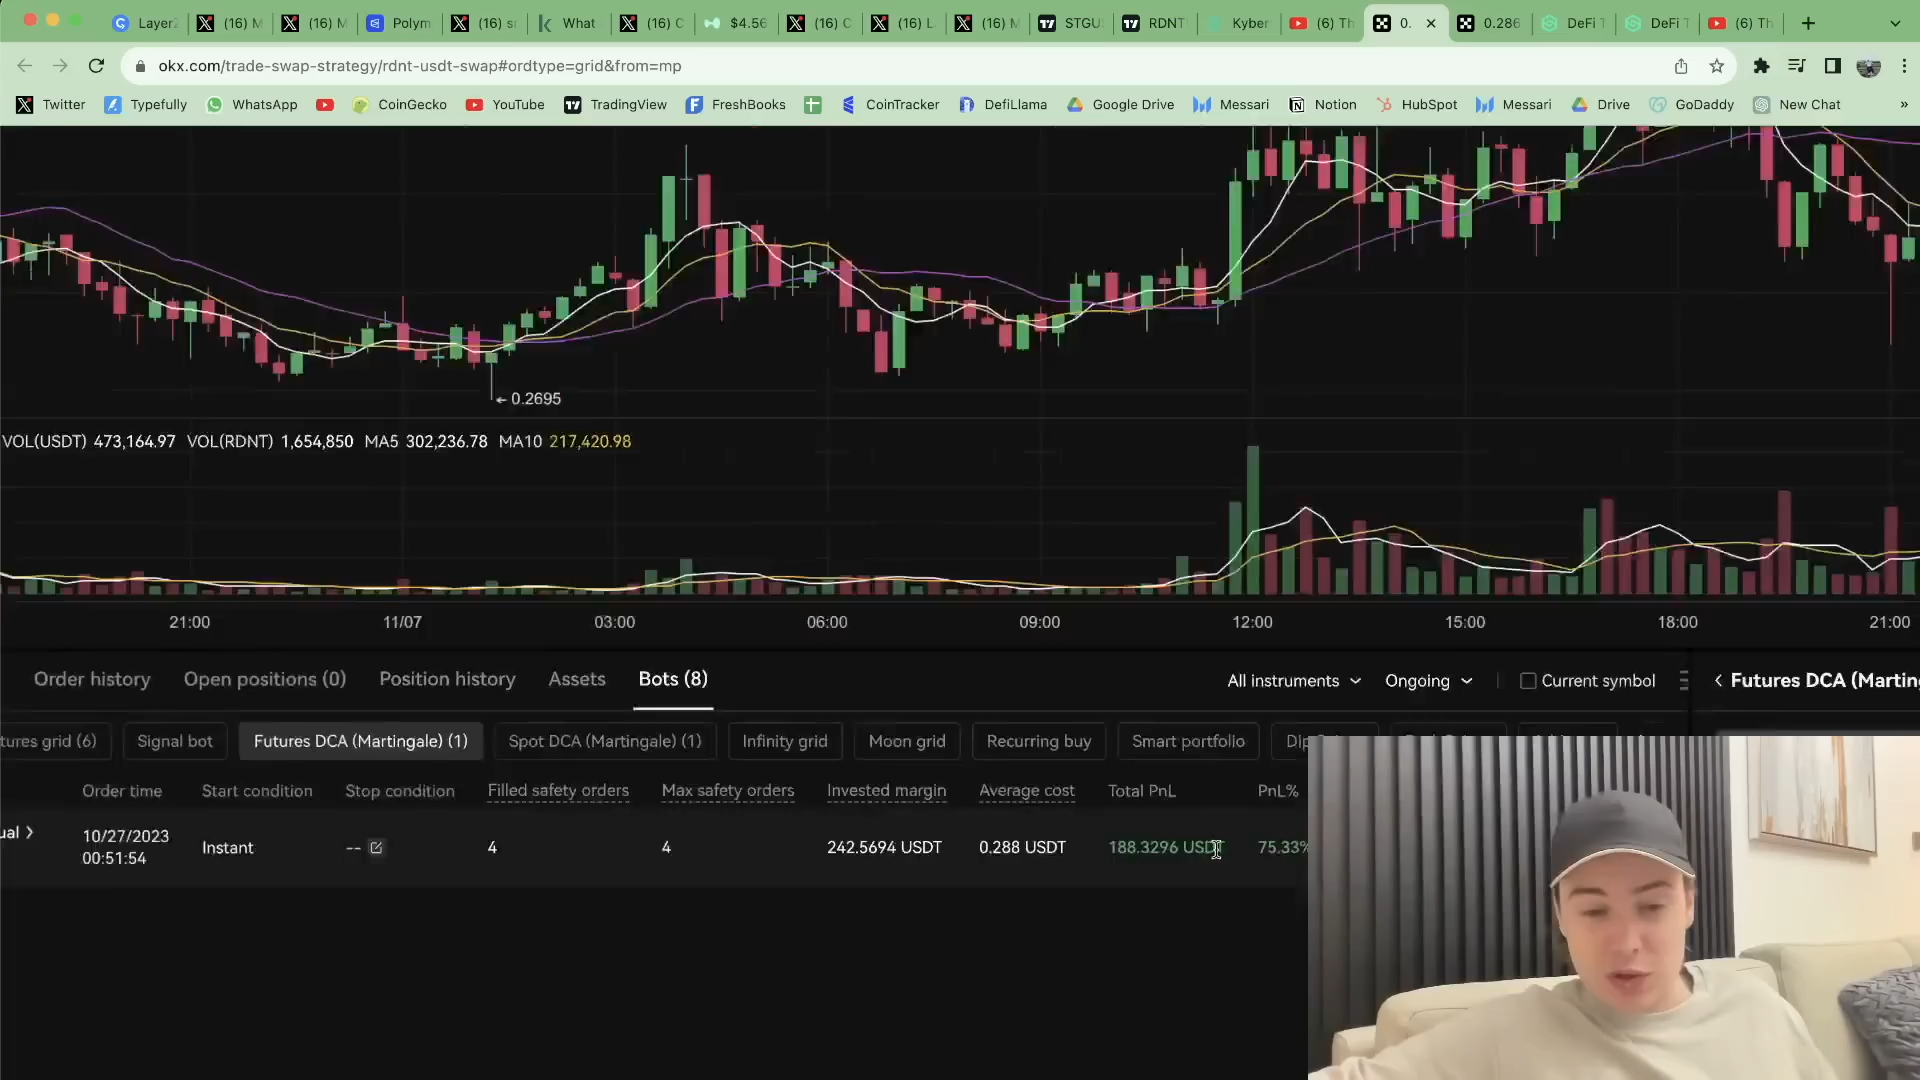 LayerZ
(16) M
(16) M
Polym
(16) s
What
(16) C
$4.56
(16) C
(16) L
(16) M
STGU
RDNT
Kyber
(6) Th
0.
0.286
DeFi T
DeFi T
(6) Th
okx.com/trade-swap-strategy/rdnt-usdt-swap#ordtype=grid&from=mp
Twitter
Typefully
WhatsApp
CoinGecko
YouTube
TradingView
FreshBooks
CoinTracker
DefiLlama
Google Drive
Messari
Notion
HubSpot
Messari
Drive
GoDaddy
New Chat
»
0.2695
VOL(USDT) 473,164.97 VOL(RDNT) 1,654,850 MA5 302,236.78 MA10 217,420.98
21:00 11/07 03:00 06:00 09:00 12:00 15:00 18:00 21:00
Order history Open positions (0) Position history Assets Bots (8) All instruments Ongoing Current symbol
Futures DCA (Marting
tures grid (6) Signal bot Futures DCA (Martingale) (1) Spot DCA (Martingale) (1) Infinity grid Moon grid Recurring buy Smart portfolio
Order time Start condition Stop condition Filled safety orders Max safety orders Invested margin Average cost Total PnL PnL%
ual 10/27/2023
00:51:54
Instant -- 4 4 242.5694 USDT 0.288 USDT 188.3296 USDT 75.33%